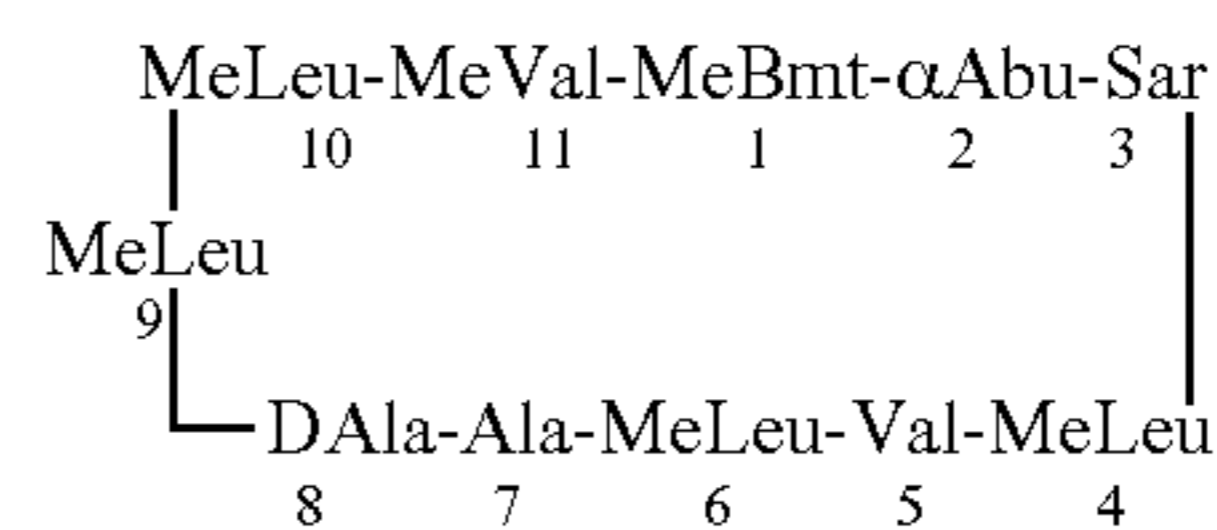 MeLeu-MeVal-MeBmt-αAbu-Sar
10 11 1 2 3
MeLeu
9
DAla-Ala-MeLeu-Val-MeLeu
8 7 6 5 4